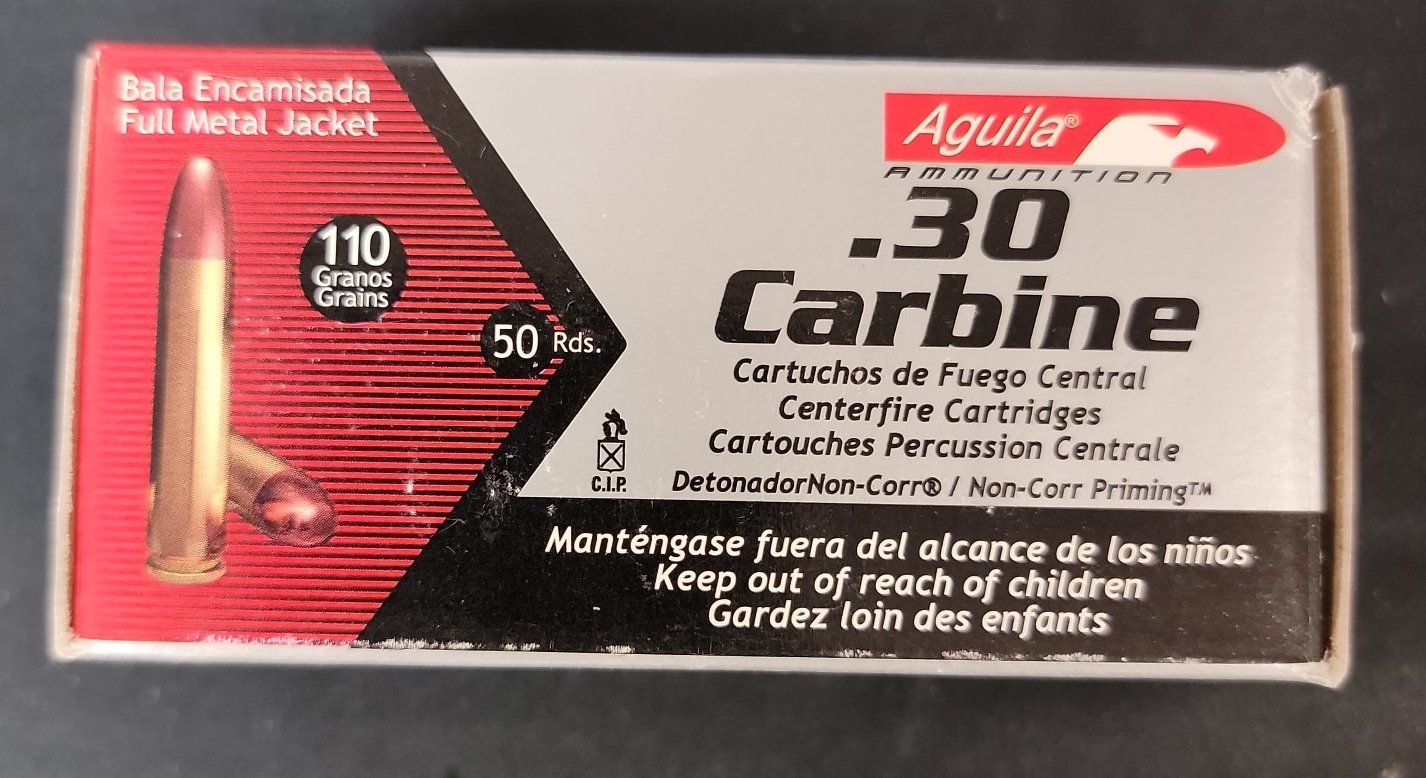 Bala Encamisada
Full Metal Jacket
110
Granos
Grains
50 Rds.
Aguila®
AMMUNITION
.30
Carbine
Cartuchos de Fuego Central
Centerfire Cartridges
Cartouches Percussion Centrale
C.I.P.
DetonadorNon-Corr® / Non-Corr Priming™
Manténgase fuera del alcance de los niños
Keep out of reach of children
Gardez loin des enfants